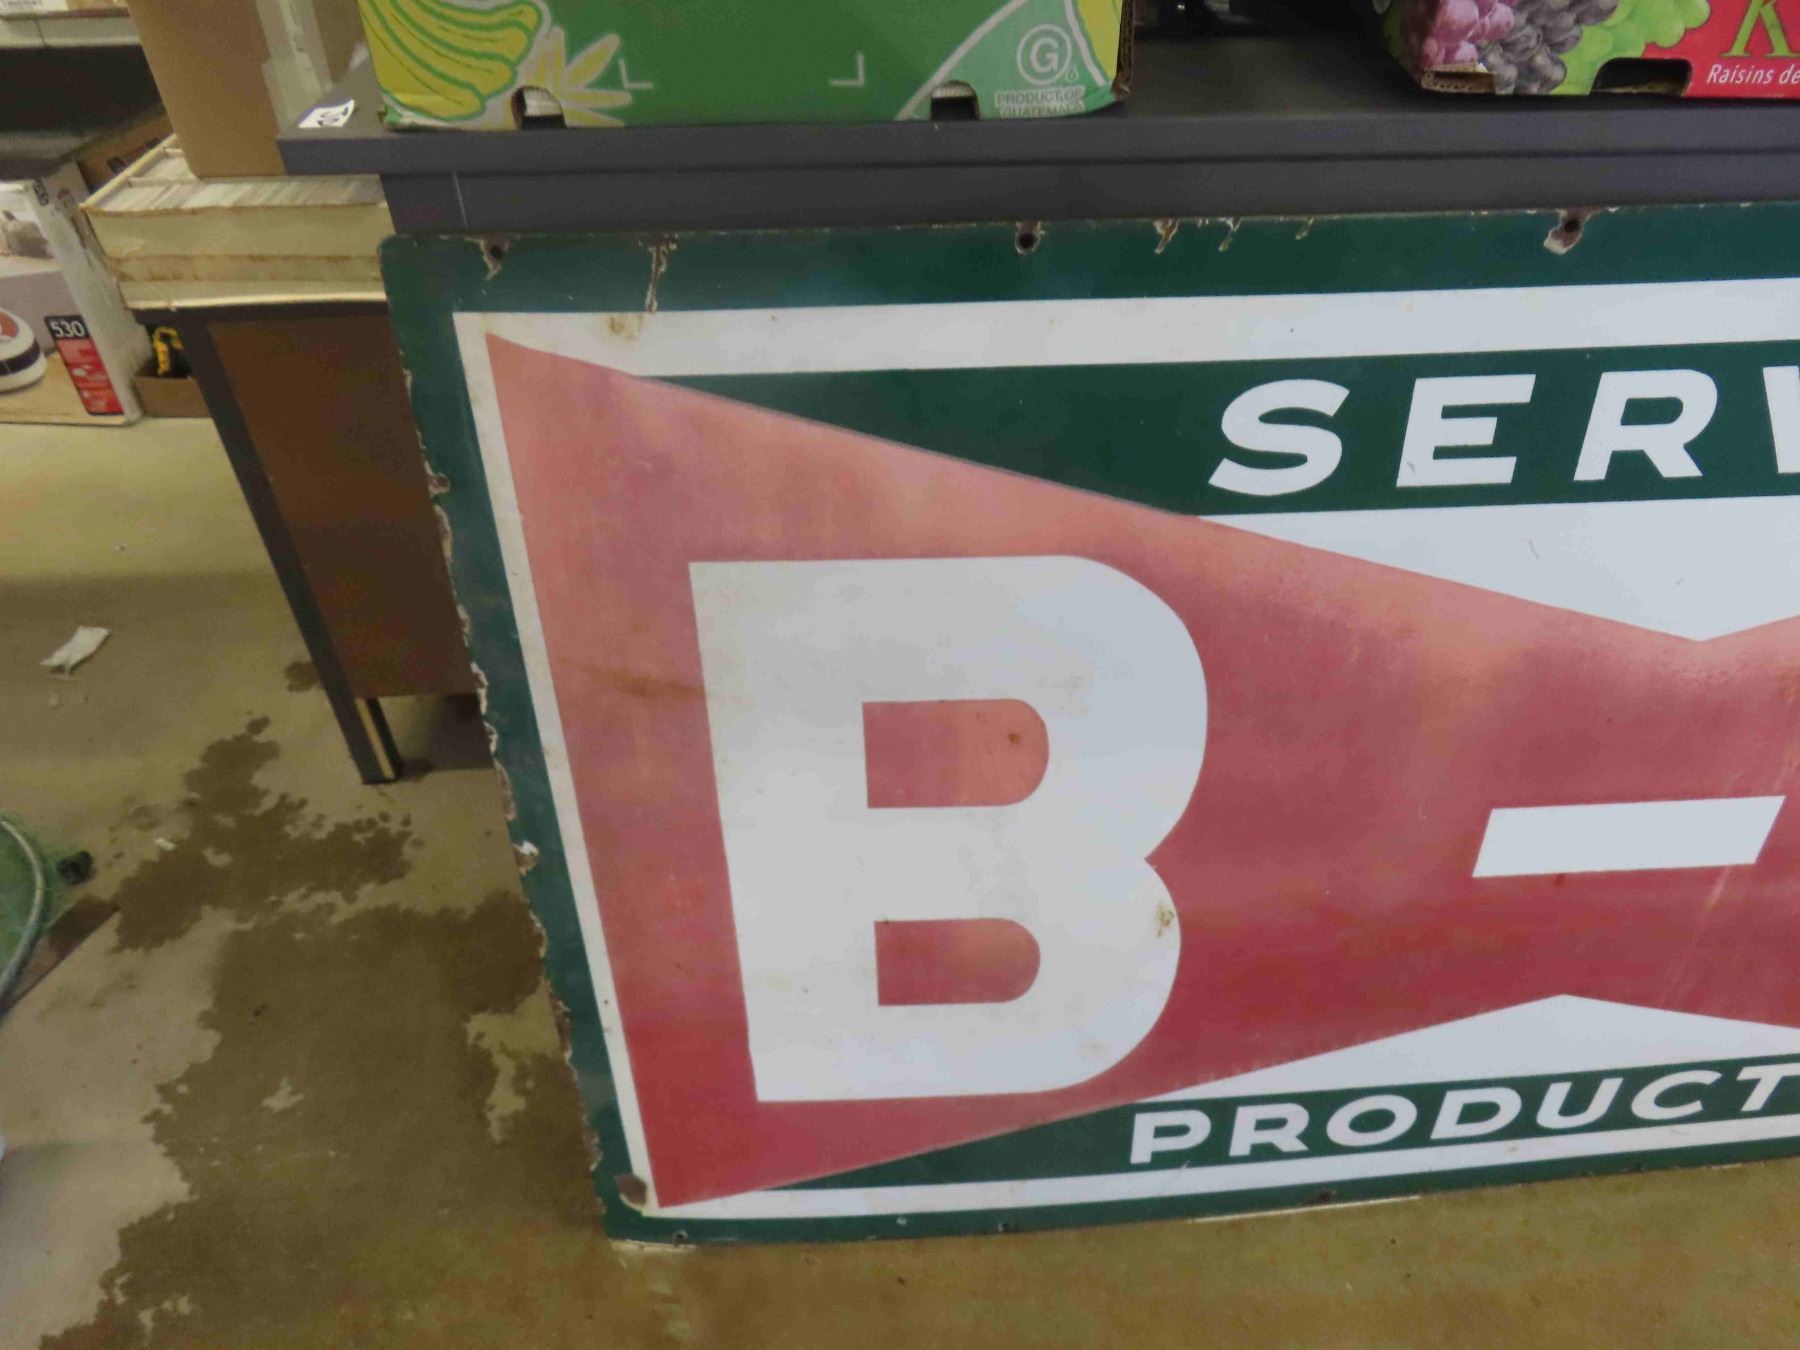 G
PRODUCT OF
GUATEMALA
K
Raisins de
530
SERV
B-
PRODUCT